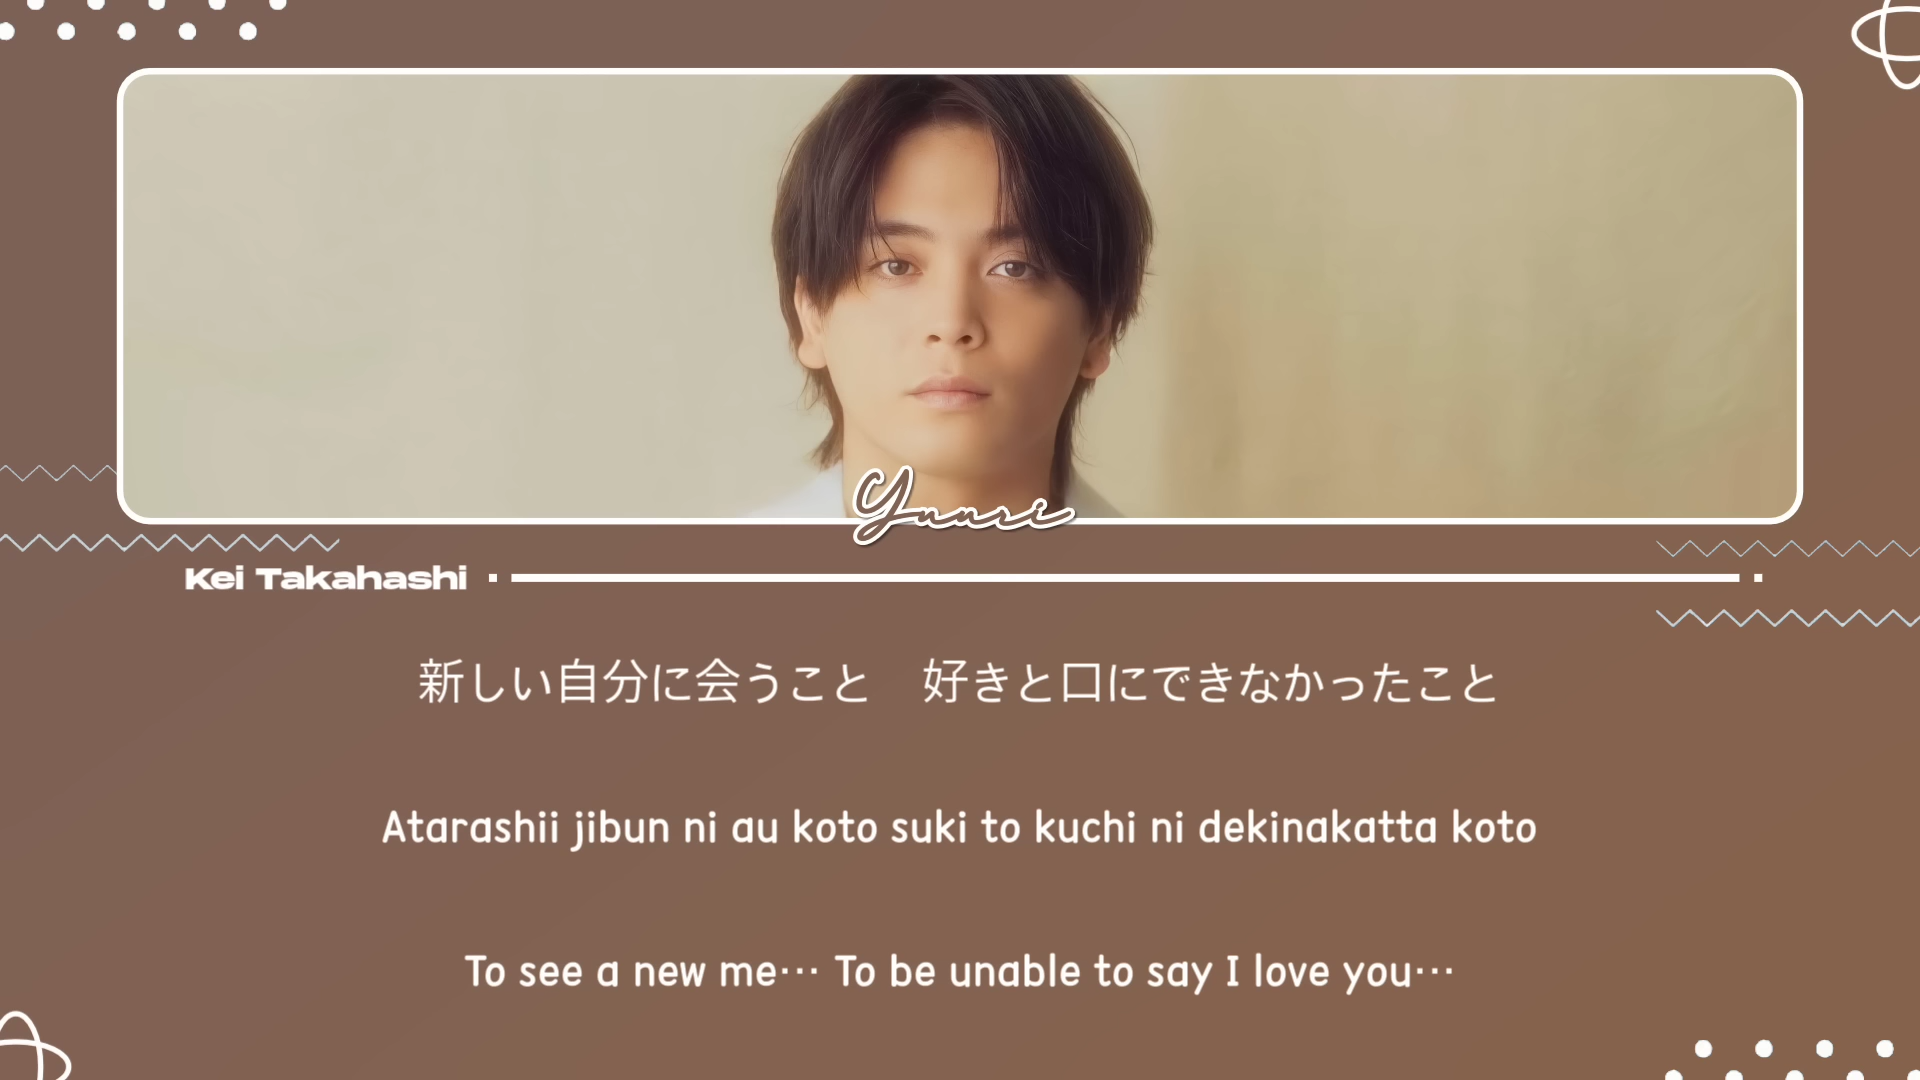 Yuuri
Kei Takahashi
新しい自分に会うこと　好きと口にできなかったこと
Atarashii jibun ni au koto suki to kuchi ni dekinakatta koto
To see a new me··· To be unable to say I love you···